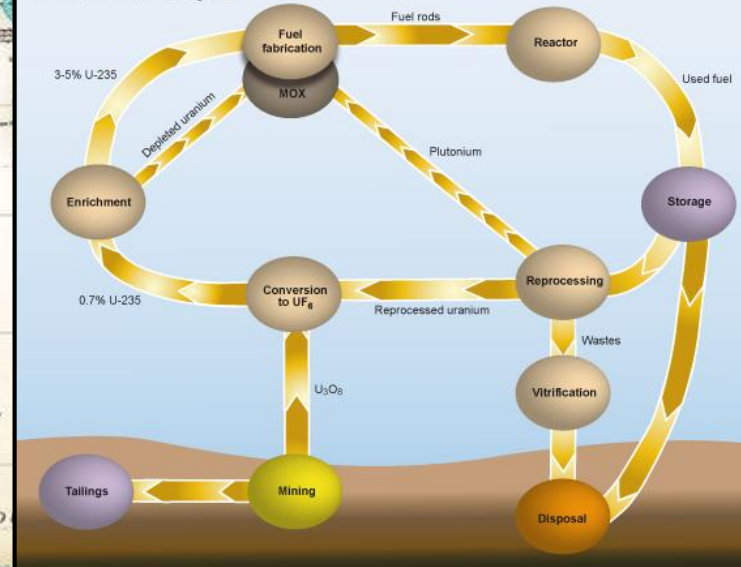 Fuel rods
Fuel
fabrication
Reactor
3-5% U-235
Used fuel
MOX
Depleted uranium
Plutonium
Enrichment
Storage
Conversion
to UF₆
Reprocessing
0.7% U-235
Reprocessed uranium
Wastes
U₃O₈
Vitrification
Tailings
Mining
Disposal